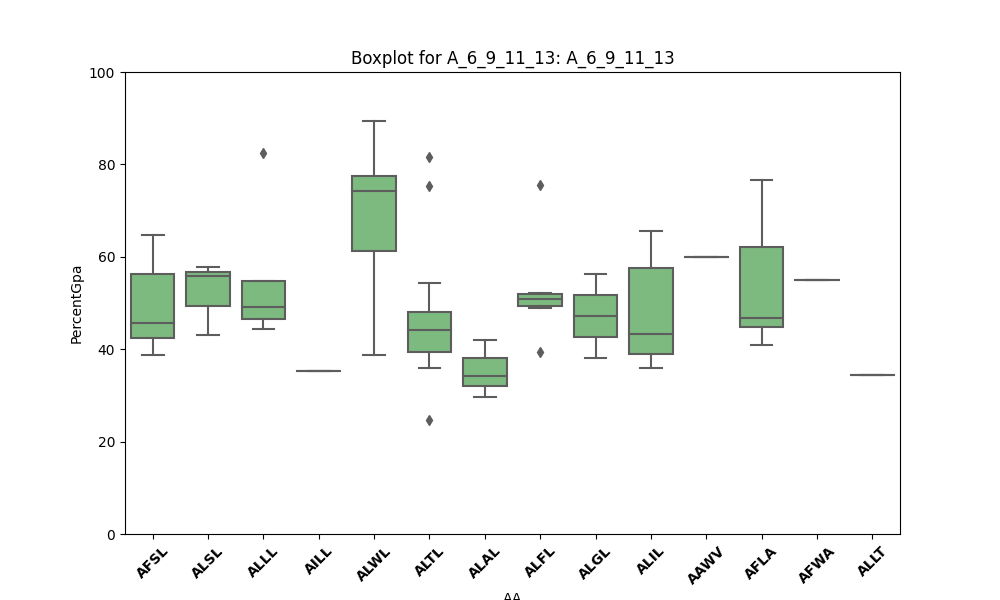 Boxplot for A_6_9_11_13: A_6_9_11_13
100
80
60
40
20
0
PercentGpa
AFSL
ALSL
ALLL
AILL
ALWL
ALTL
ALAL
ALFL
ALGL
ALIL
AAWV
AFLA
AFWA
ALLT
AA